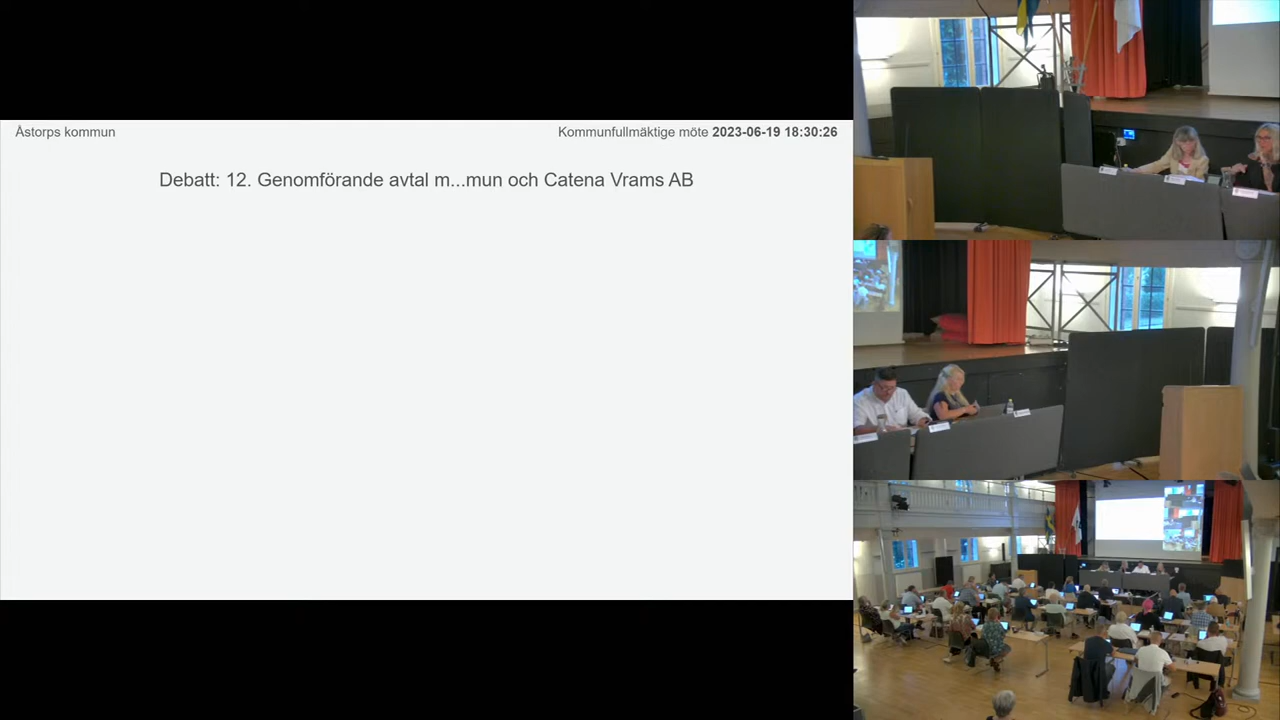 Åstorps kommun
Kommunfullmäktige möte 2023-06-19 18:30:26
Debatt: 12. Genomförande avtal m...mun och Catena Vrams AB